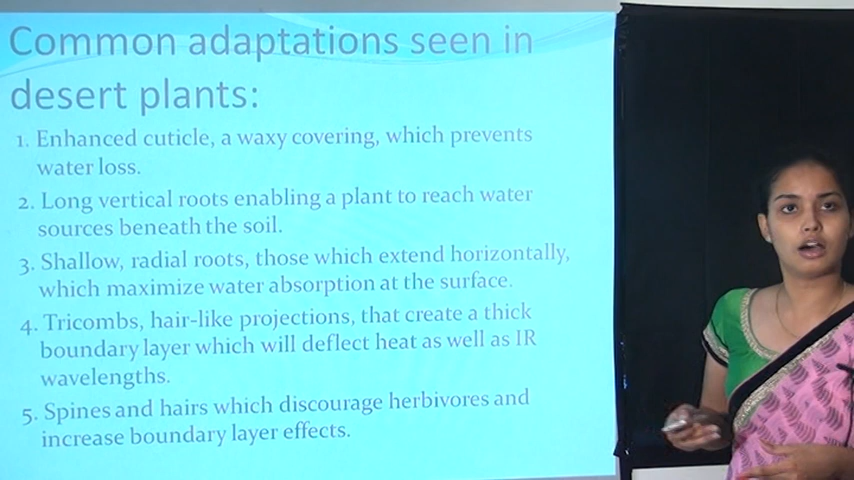 Common adaptations seen in
desert plants:
1. Enhanced cuticle, a waxy covering, which prevents
water loss.
2. Long vertical roots enabling a plant to reach water
sources beneath the soil.
3. Shallow, radial roots, those which extend horizontally,
which maximize water absorption at the surface.
4. Tricombs, hair-like projections, that create a thick
boundary layer which will deflect heat as well as IR
wavelengths.
5. Spines and hairs which discourage herbivores and
increase boundary layer effects.